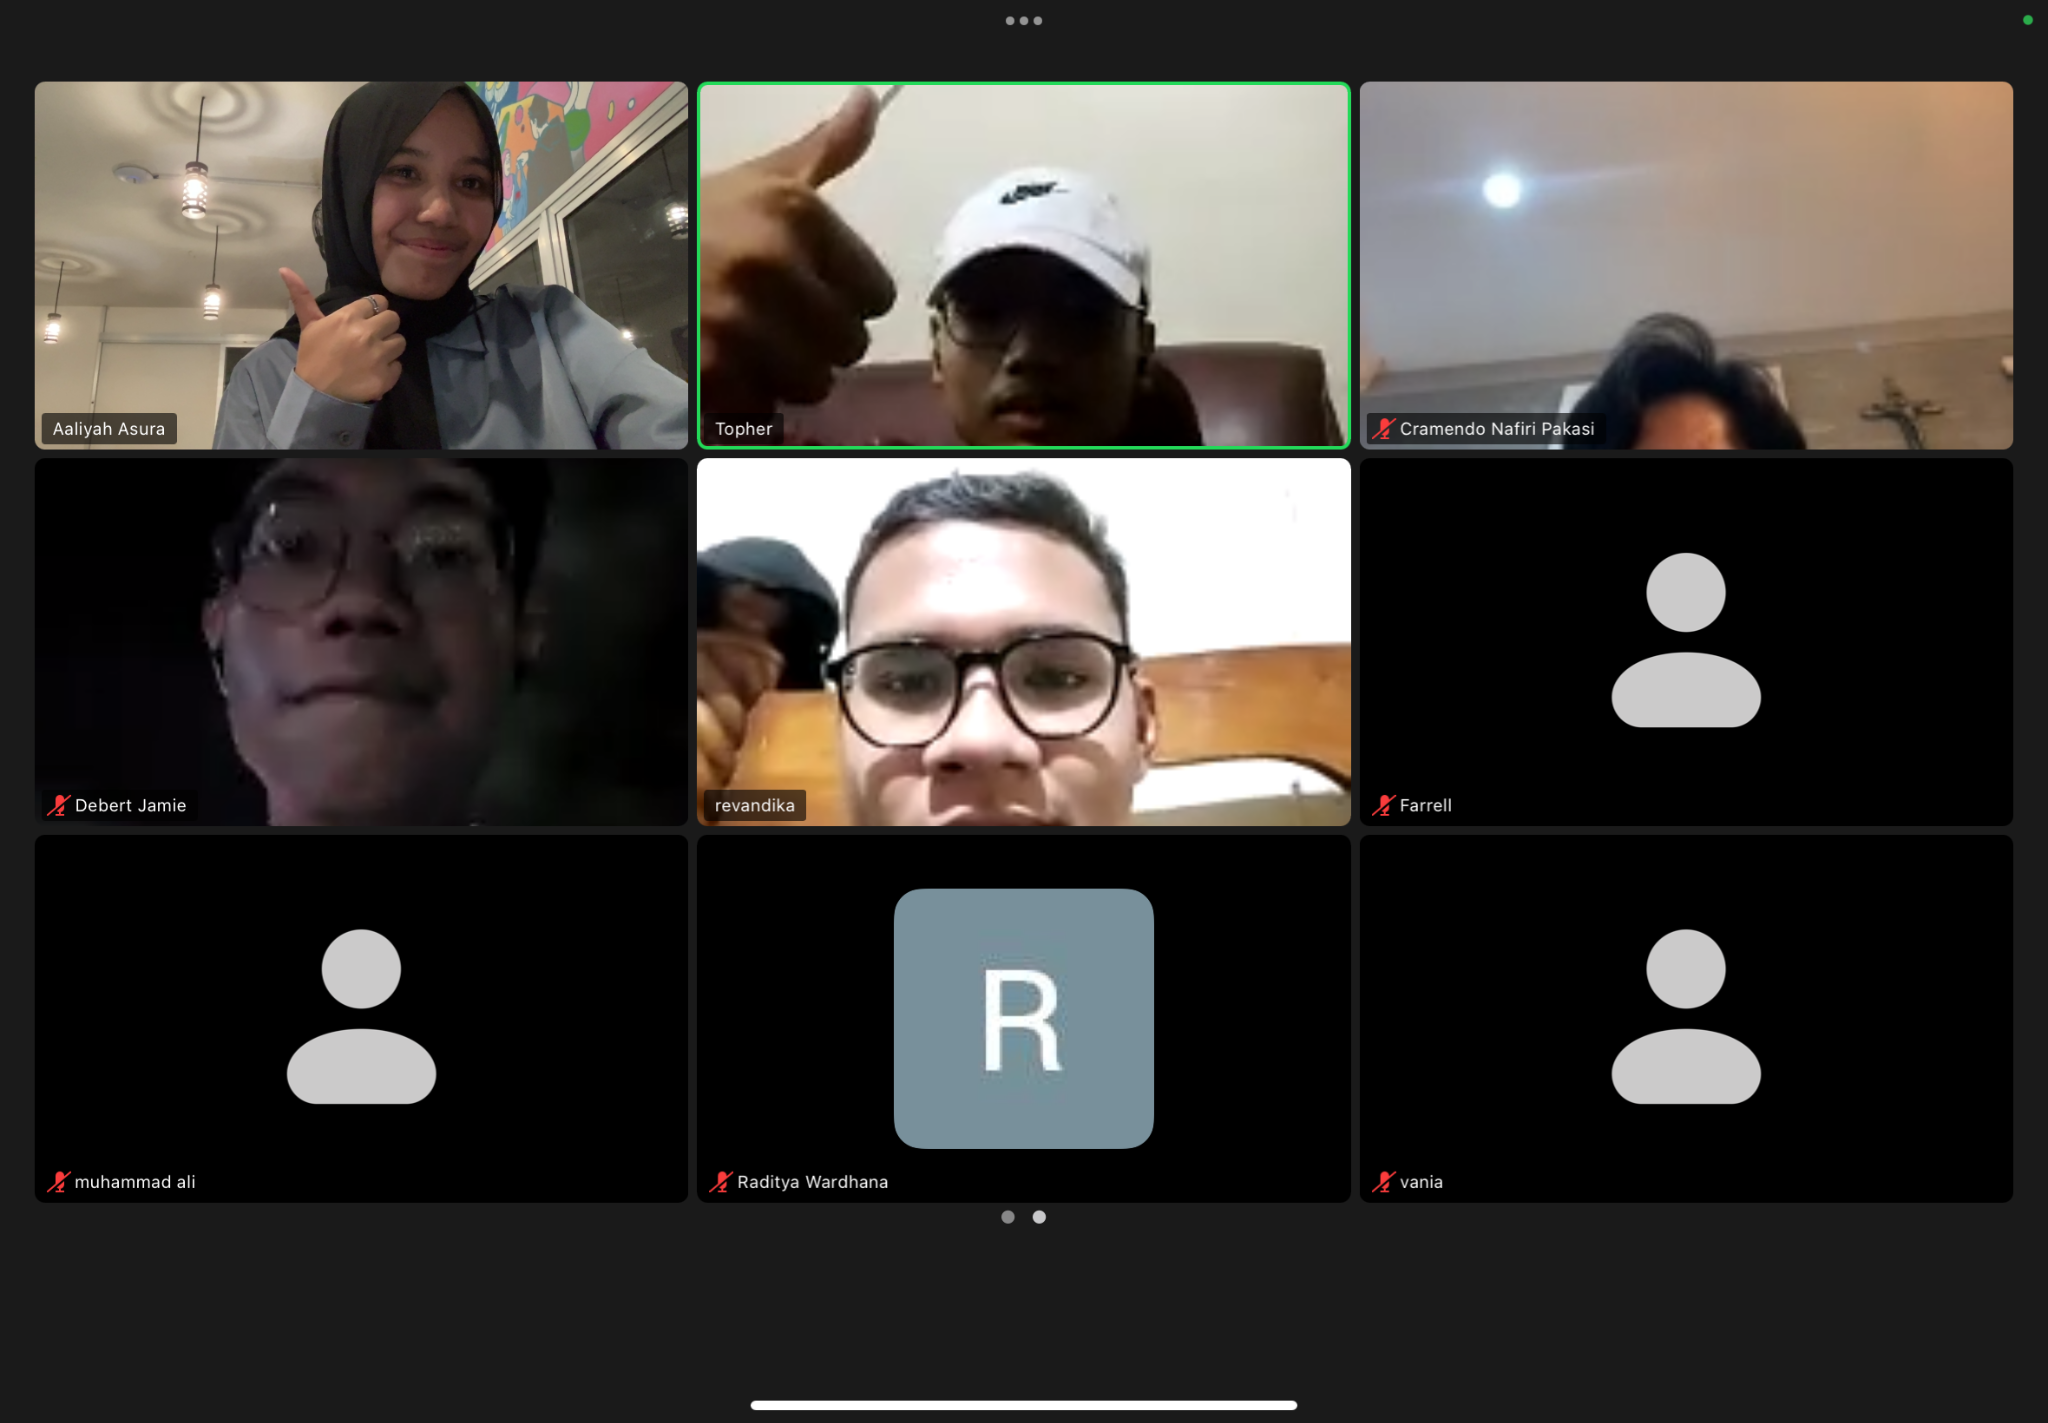 Aaliyah Asura
Topher
Cramendo Nafiri Pakasi
Debert Jamie
revandika
Farrell
muhammad ali
R
Raditya Wardhana
vania